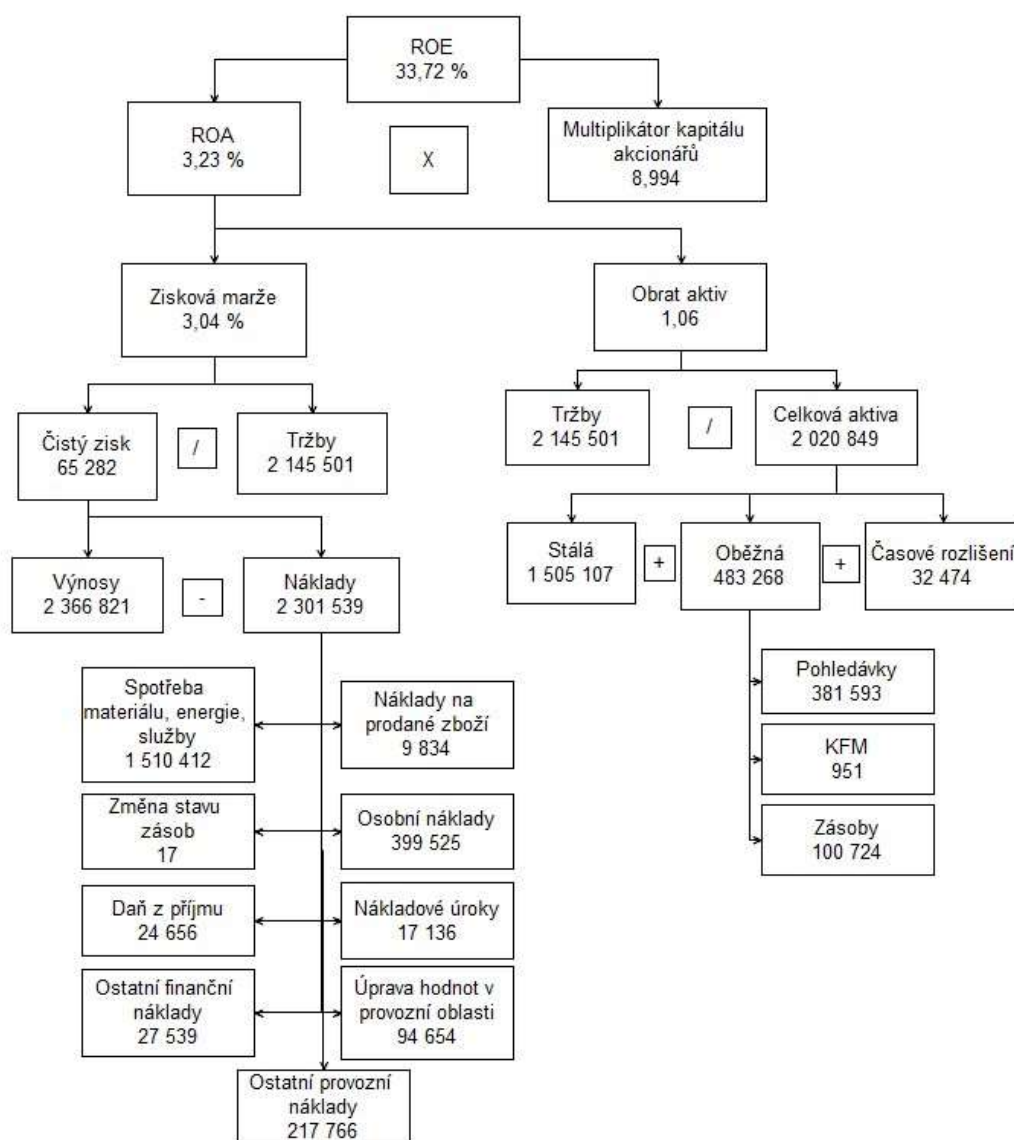 ROE
33,72 %
ROA
3,23 %
X
Multiplikátor kapitálu
akcionářů
8,994
Zisková marže
3,04 %
Obrat aktiv
1,06
Čistý zisk
65 282
/
Tržby
2 145 501
Tržby
2 145 501
/
Celková aktiva
2 020 849
Výnosy
2 366 821
-
Náklady
2 301 539
Stálá
1 505 107
+
Oběžná
483 268
+
Časové rozlišení
32 474
Spotřeba
materiálu, energie,
služby
1 510 412
Náklady na
prodané zboží
9 834
Pohledávky
381 593
KFM
951
Změna stavu
zásob
17
Osobní náklady
399 525
Zásoby
100 724
Daň z příjmu
24 656
Nákladové úroky
17 136
Ostatní finanční
náklady
27 539
Úprava hodnot v
provozní oblasti
94 654
Ostatní provozní
náklady
217 766